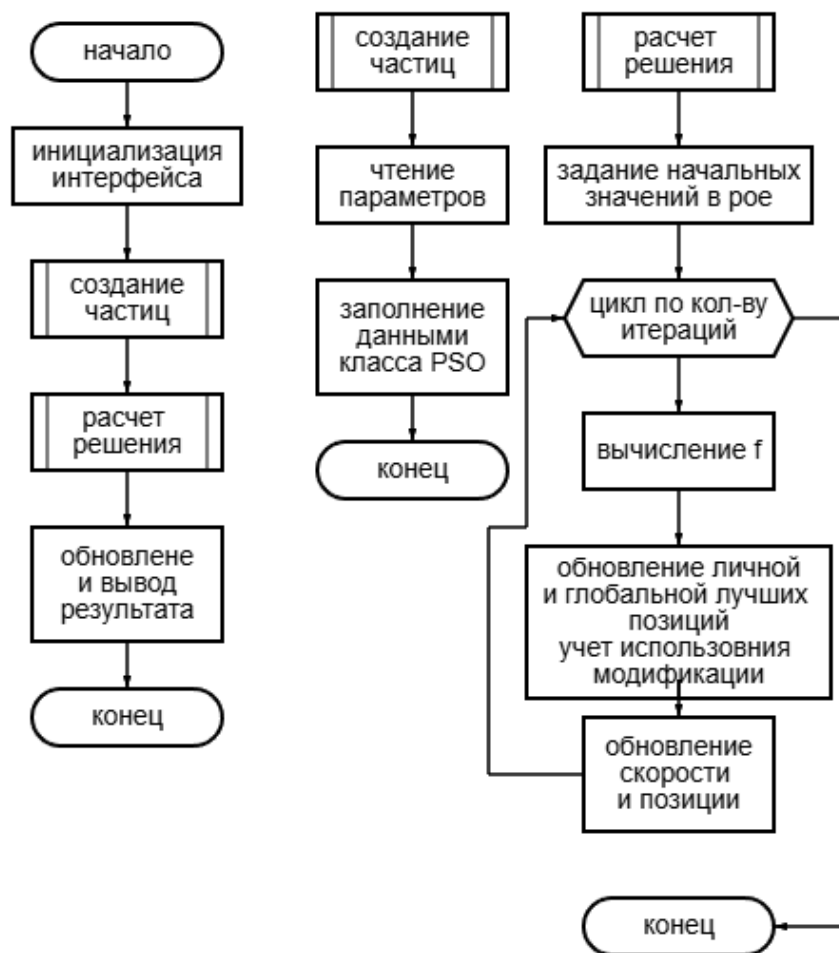 начало
инициализация
интерфейса
создание
частиц
расчет
решения
обновлене
и вывод
результата
конец
создание
частиц
чтение
параметров
заполнение
данными
класса PSO
конец
расчет
решения
задание начальных
значений в рое
цикл по кол-ву
итераций
вычисление f
обновление личной
и глобальной лучших
позиций
учет использовния
модификации
обновление
скорости
и позиции
конец